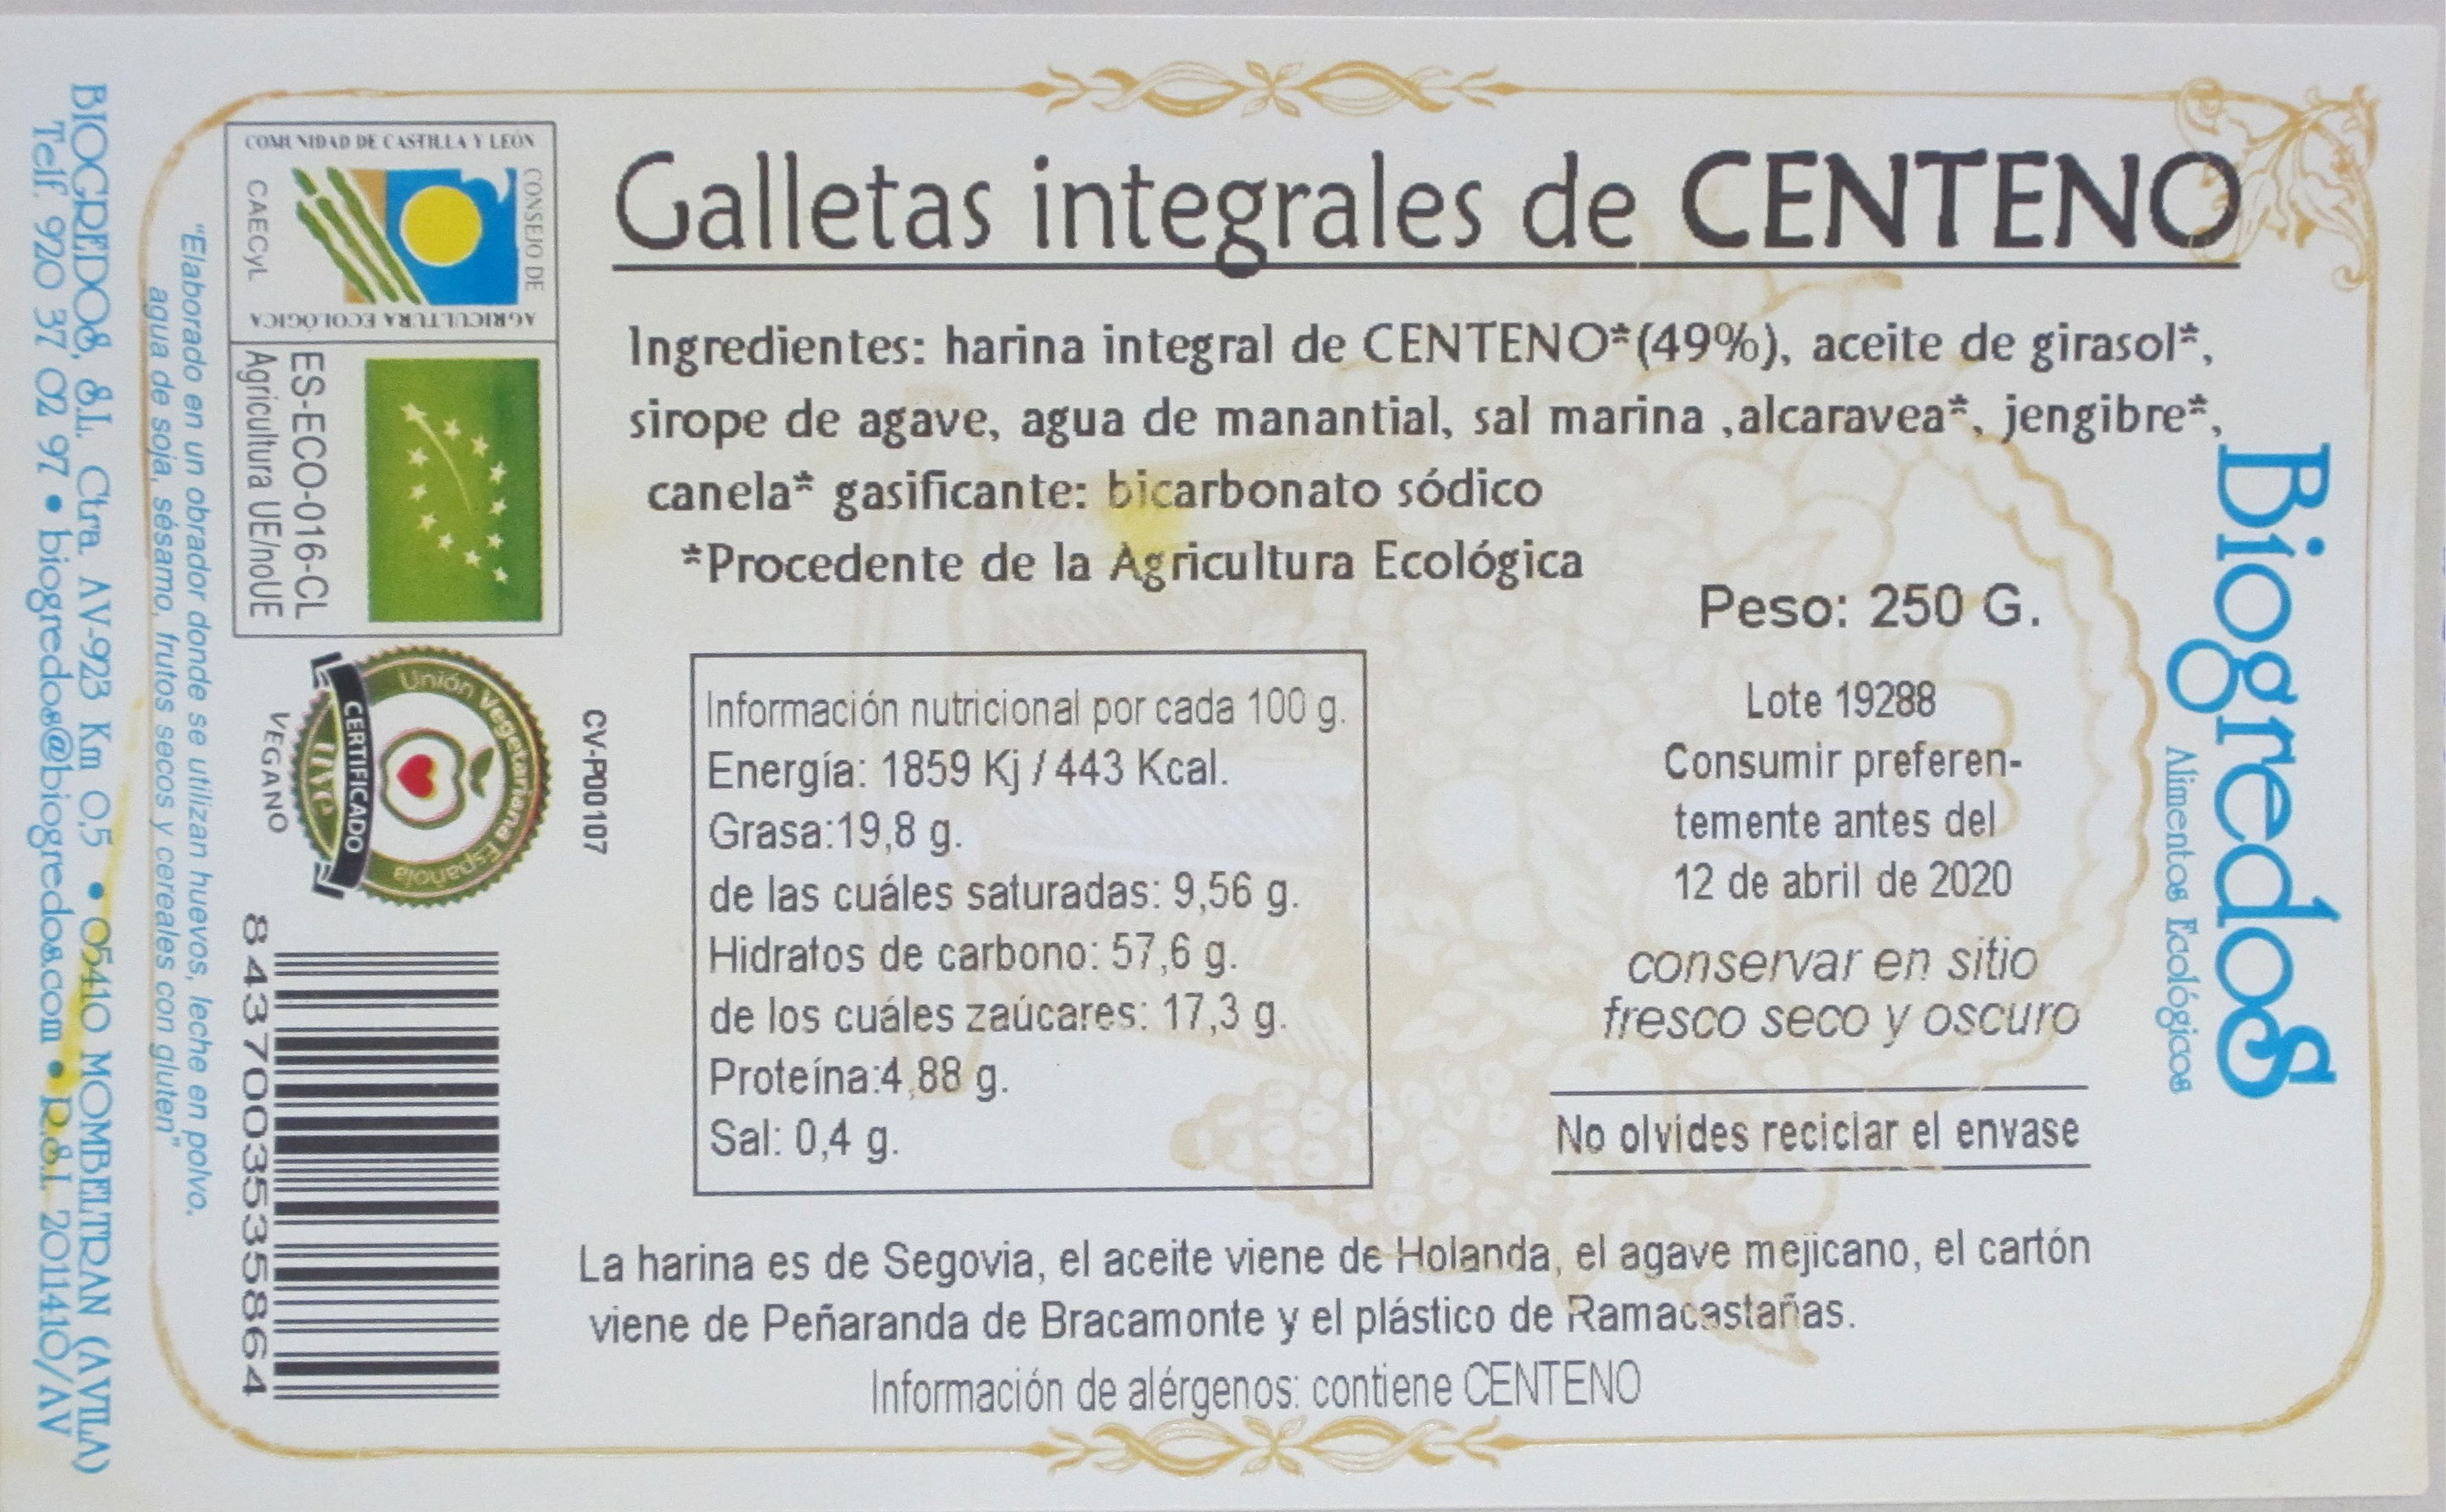 Galletas integrales de CENTENO
Ingredientes: harina integral de CENTENO*(49%), aceite de girasol*,
sirope de agave, agua de manantial, sal marina ,alcaravea*, jengibre*,
canela* gasificante: bicarbonato sódico
*Procedente de la Agricultura Ecológica
Peso: 250 G.
Lote 19288
Consumir preferen-
temente antes del
12 de abril de 2020
conservar en sitio
fresco seco y oscuro
No olvides reciclar el envase
Información nutricional por cada 100 g.
Energía: 1859 Kj / 443 Kcal.
Grasa:19,8 g.
de las cuáles saturadas: 9,56 g.
Hidratos de carbono: 57,6 g.
de los cuáles zaúcares: 17,3 g.
Proteína:4,88 g.
Sal: 0,4 g.
La harina es de Segovia, el aceite viene de Holanda, el agave mejicano, el cartón
viene de Peñaranda de Bracamonte y el plástico de Ramacastañas.
Información de alérgenos: contiene CENTENO
Biogredos
Alimentos Ecológicos
COMUNIDAD DE CASTILLA Y LEÓN
CONSEJO DE
AGRICULTURA ECOLÓGICA
CAECyL
ES-ECO-016-CL
Agricultura UE/noUE
CV-P00107
Unión Vegetariana Española
CERTIFICADO
uve
VEGANO
8437003535864
"Elaborado en un obrador donde se utilizan huevos, leche en polvo,
agua de soja, sésamo, frutos secos y cereales con gluten"
BIOGREDOS, S.L. Ctra. AV-923 Km 0,5 • 05410 MOMBELTRAN (AVILA)
Telf. 920 37 02 97 • biogredos@biogredos.com • R.S.I. 2011410/AV